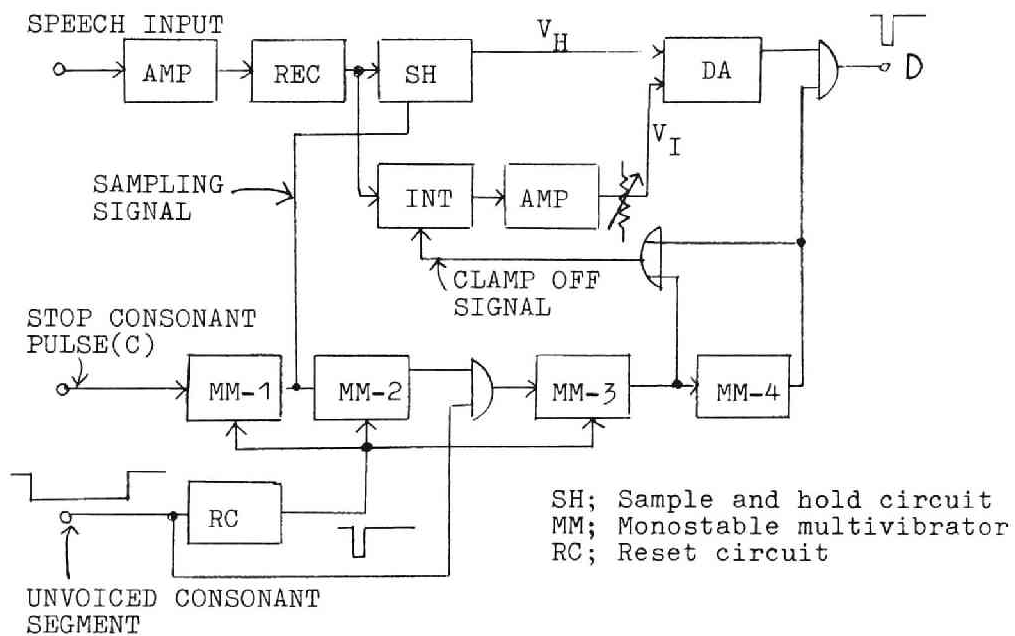 SPEECH INPUT
AMP
REC
SH
V_H
DA
D
V_I
SAMPLING
SIGNAL
INT
AMP
CLAMP OFF
SIGNAL
STOP CONSONANT
PULSE(C)
MM-1
MM-2
MM-3
MM-4
RC
SH; Sample and hold circuit
MM; Monostable multivibrator
RC; Reset circuit
UNVOICED CONSONANT
SEGMENT